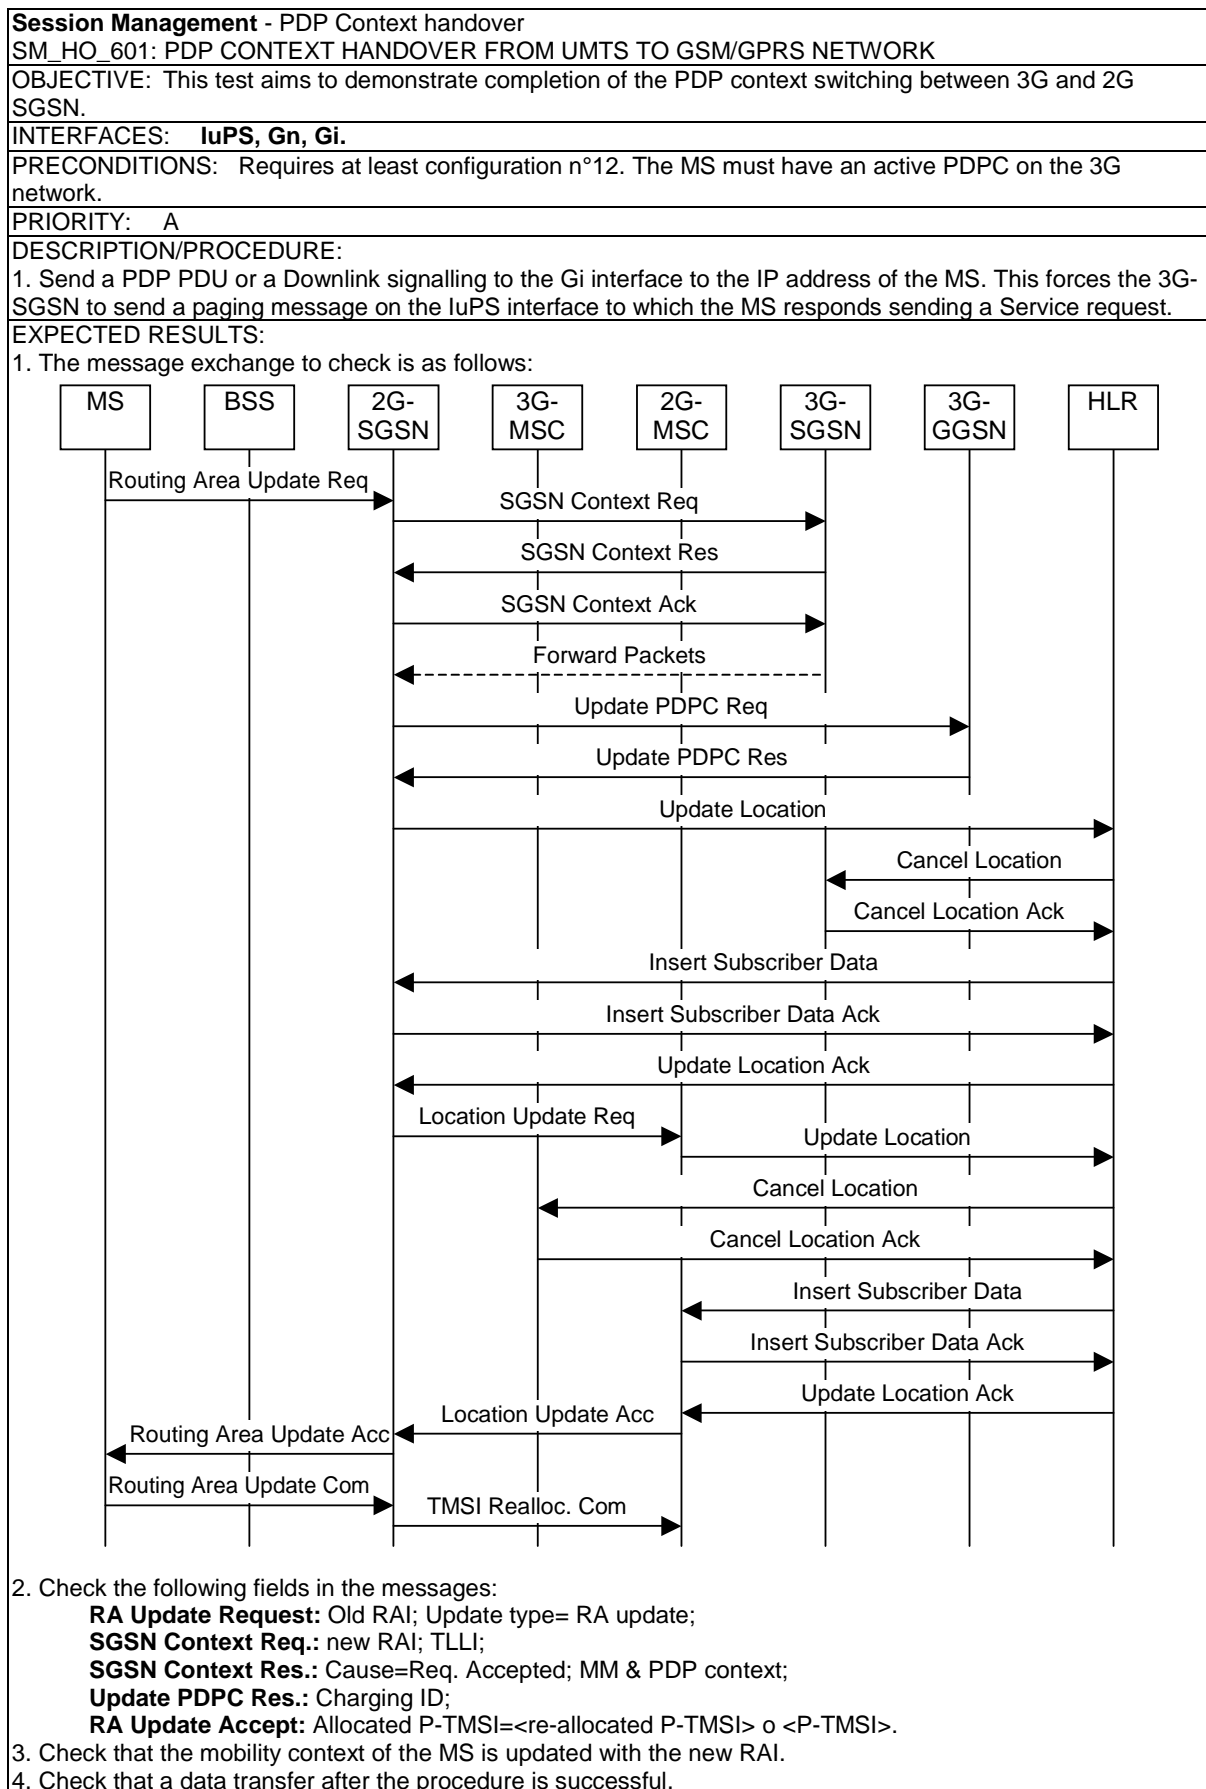 Session Management - PDP Context handover
SM_HO_601: PDP CONTEXT HANDOVER FROM UMTS TO GSM/GPRS NETWORK
OBJECTIVE: This test aims to demonstrate completion of the PDP context switching between 3G and 2G
SGSN.
INTERFACES: IuPS, Gn, Gi.
PRECONDITIONS: Requires at least configuration n°12. The MS must have an active PDPC on the 3G
network.
PRIORITY: A
DESCRIPTION/PROCEDURE:
1. Send a PDP PDU or a Downlink signalling to the Gi interface to the IP address of the MS. This forces the 3G-
SGSN to send a paging message on the IuPS interface to which the MS responds sending a Service request.
EXPECTED RESULTS:
1. The message exchange to check is as follows:
MS
BSS
2G-
SGSN
3G-
MSC
2G-
MSC
3G-
SGSN
3G-
GGSN
HLR
Routing Area Update Req
SGSN Context Req
SGSN Context Res
SGSN Context Ack
Forward Packets
Update PDPC Req
Update PDPC Res
Update Location
Cancel Location
Cancel Location Ack
Insert Subscriber Data
Insert Subscriber Data Ack
Update Location Ack
Location Update Req
Update Location
Cancel Location
Cancel Location Ack
Insert Subscriber Data
Insert Subscriber Data Ack
Update Location Ack
Location Update Acc
Routing Area Update Acc
Routing Area Update Com
TMSI Realloc. Com
2. Check the following fields in the messages:
RA Update Request: Old RAI; Update type= RA update;
SGSN Context Req.: new RAI; TLLI;
SGSN Context Res.: Cause=Req. Accepted; MM & PDP context;
Update PDPC Res.: Charging ID;
RA Update Accept: Allocated P-TMSI=<re-allocated P-TMSI> o <P-TMSI>.
3. Check that the mobility context of the MS is updated with the new RAI.
4. Check that a data transfer after the procedure is successful.